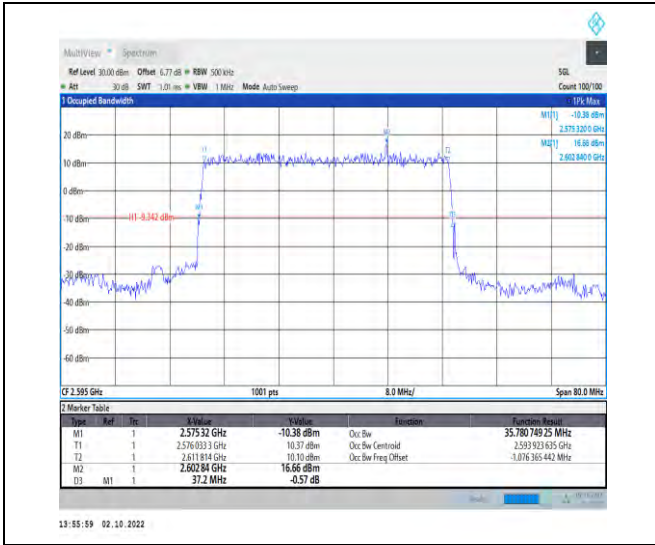 MultiView Spectrum
Ref Level 30.00 dBm Offset 6.77 dB RBW 500 kHz SGL
Att 30 dB SWT 1.01 ms VBW 1 MHz Mode Auto Sweep Count 100/100
1 Occupied Bandwidth 1Pk Max
M1[1] -10.38 dBm
2.575320 0 GHz
20 dBm
M2[1] 16.66 dBm
2.602840 0 GHz
T1
T2
10 dBm
0 dBm
-10 dBm
H1 -9.342 dBm
-20 dBm
-30 dBm
-40 dBm
-50 dBm
-60 dBm
CF 2.595 GHz 1001 pts 8.0 MHz/ Span 80.0 MHz
2 Marker Table
Type Ref Trc X-Value Y-Value Function Function Result
M1 1 2.575 32 GHz -10.38 dBm Occ Bw 35.780 749 25 MHz
T1 1 2.576 033 3 GHz 10.37 dBm Occ Bw Centroid 2.593 923 635 GHz
T2 1 2.611 814 GHz 10.10 dBm Occ Bw Freq Offset -1.076 365 442 MHz
M2 1 2.602 84 GHz 16.66 dBm
D3 M1 1 37.2 MHz -0.57 dB
13:55:59 02.10.2022